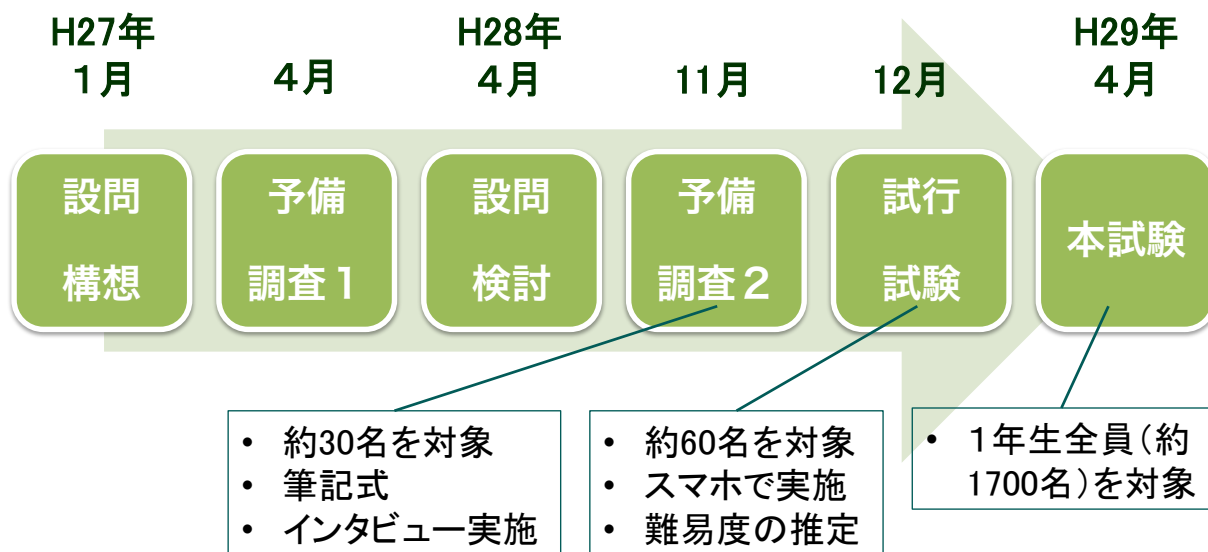 H27年
1月
4月
H28年
4月
11月
12月
H29年
4月
設問
構想
予備
調査1
設問
検討
予備
調査2
試行
試験
本試験
• 約30名を対象
• 筆記式
• インタビュー実施
• 約60名を対象
• スマホで実施
• 難易度の推定
• 1年生全員(約
1700名)を対象